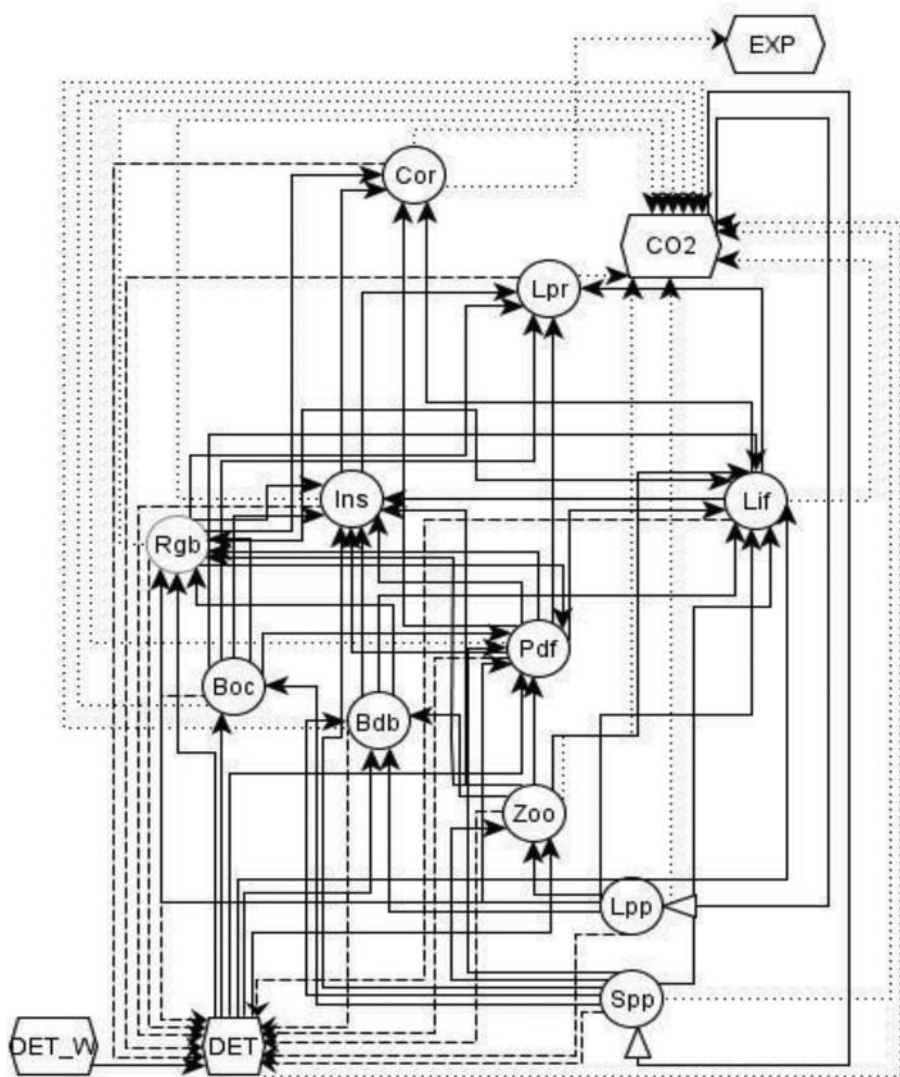 EXP
Cor
CO2
Lpr
Ins
Lif
Rgb
Pdf
Boc
Bdb
Zoo
Lpp
Spp
DET_W
DET